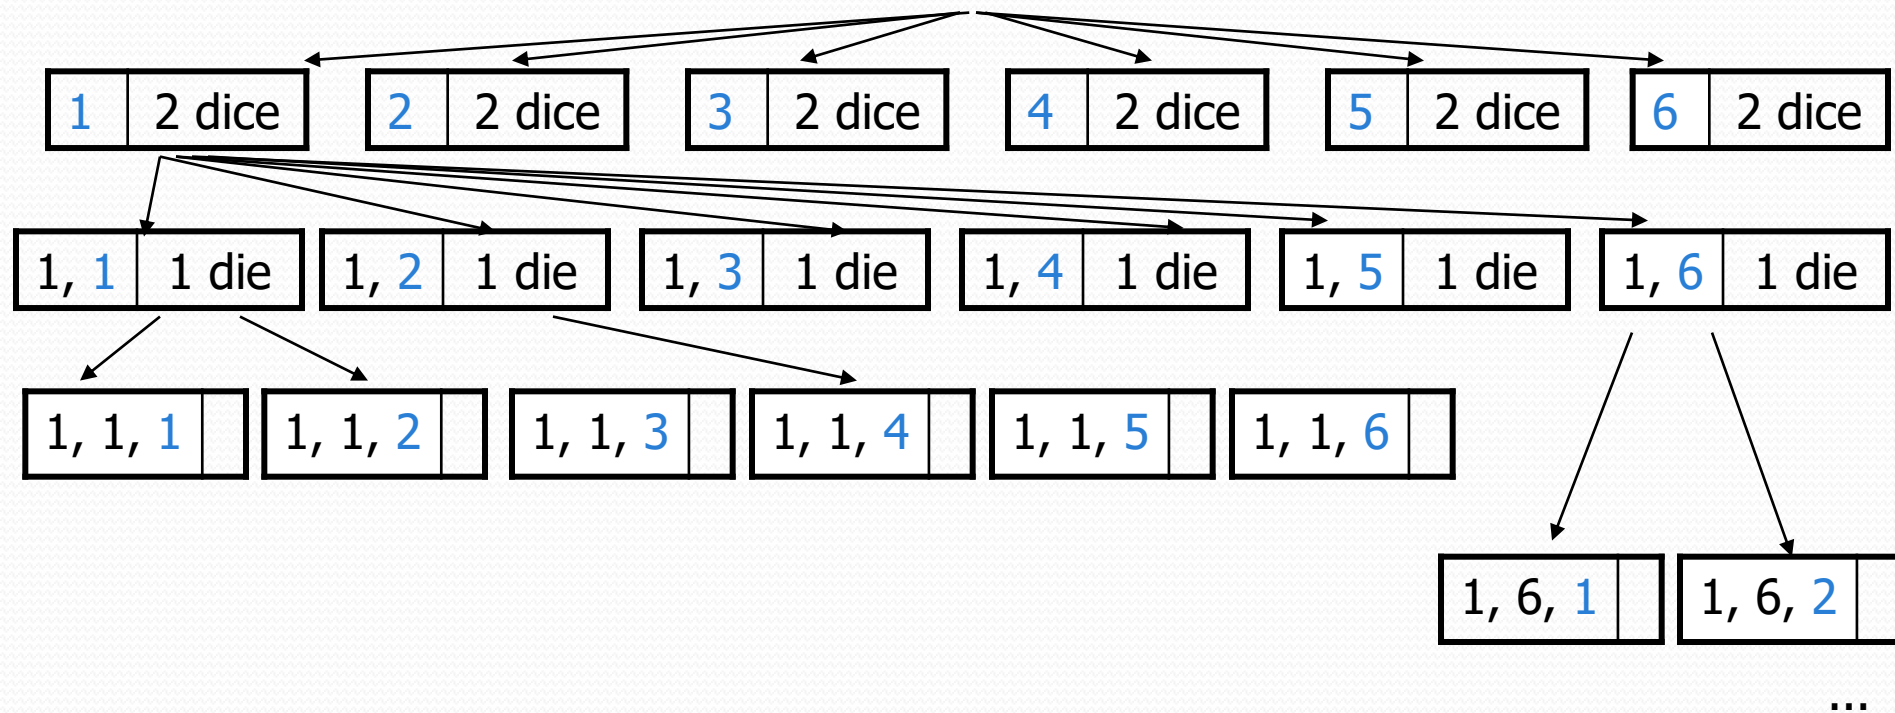 1 2 dice 2 2 dice 3 2 dice 4 2 dice 5 2 dice 6 2 dice
1, 1 1 die 1, 2 1 die 1, 3 1 die 1, 4 1 die 1, 5 1 die 1, 6 1 die
1, 1, 1 1, 1, 2 1, 1, 3 1, 1, 4 1, 1, 5 1, 1, 6
1, 6, 1 1, 6, 2
...